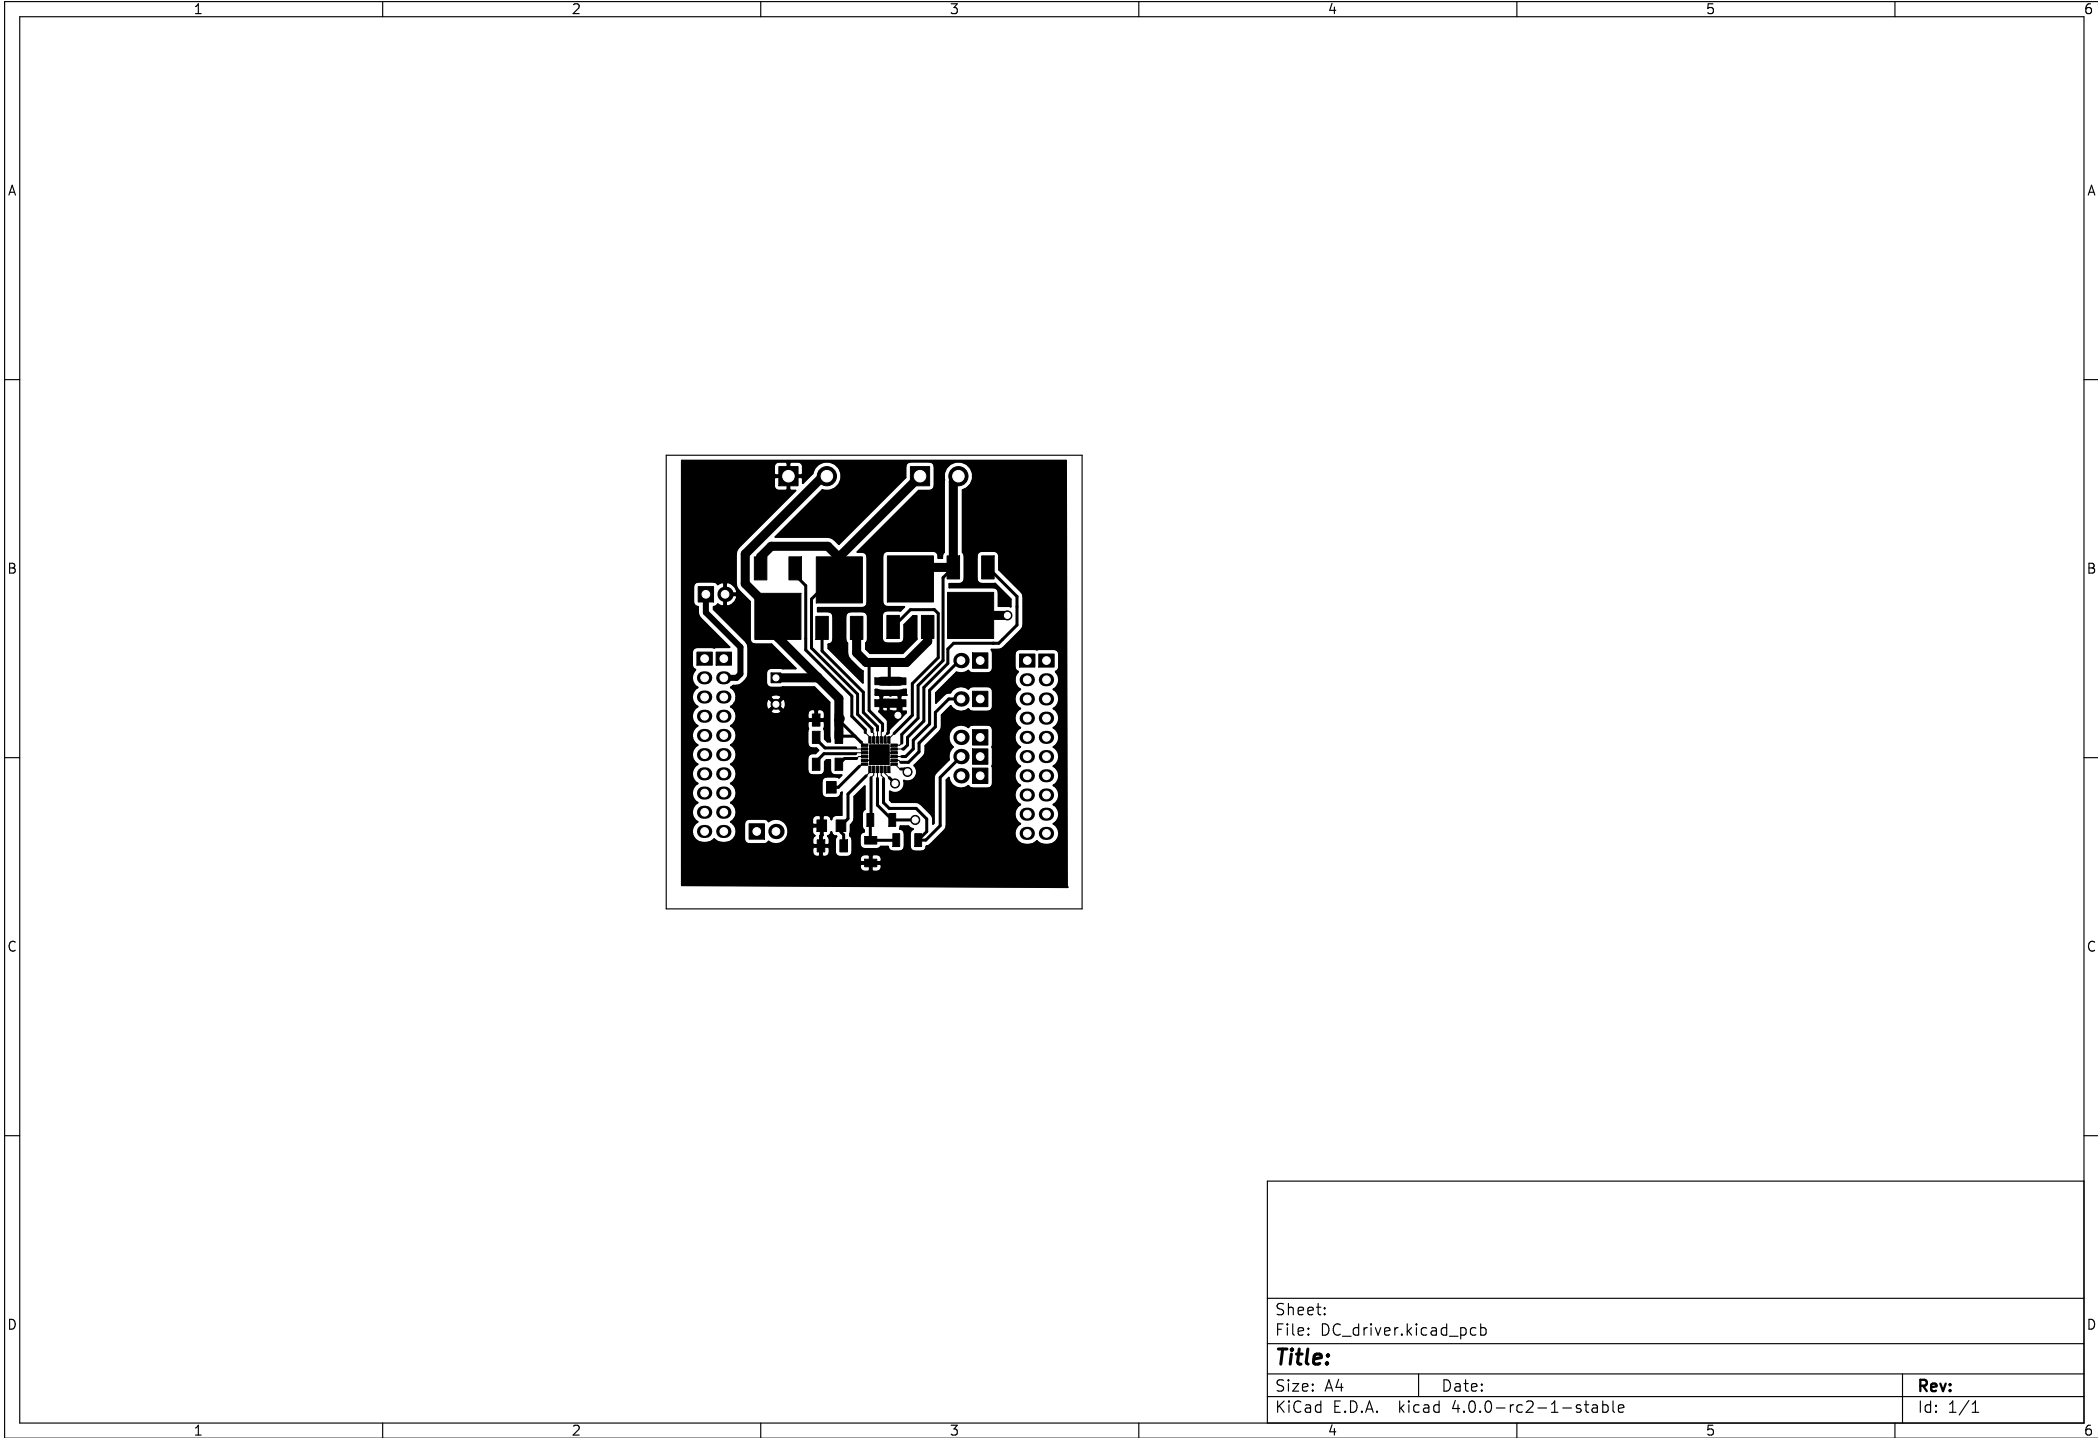 1 2 3 4 5 6
A A
B B
C C
D D
Sheet:
File: DC_driver.kicad_pcb
Title:
Size: A4 Date: Rev:
KiCad E.D.A. kicad 4.0.0-rc2-1-stable Id: 1/1
1 2 3 4 5 6